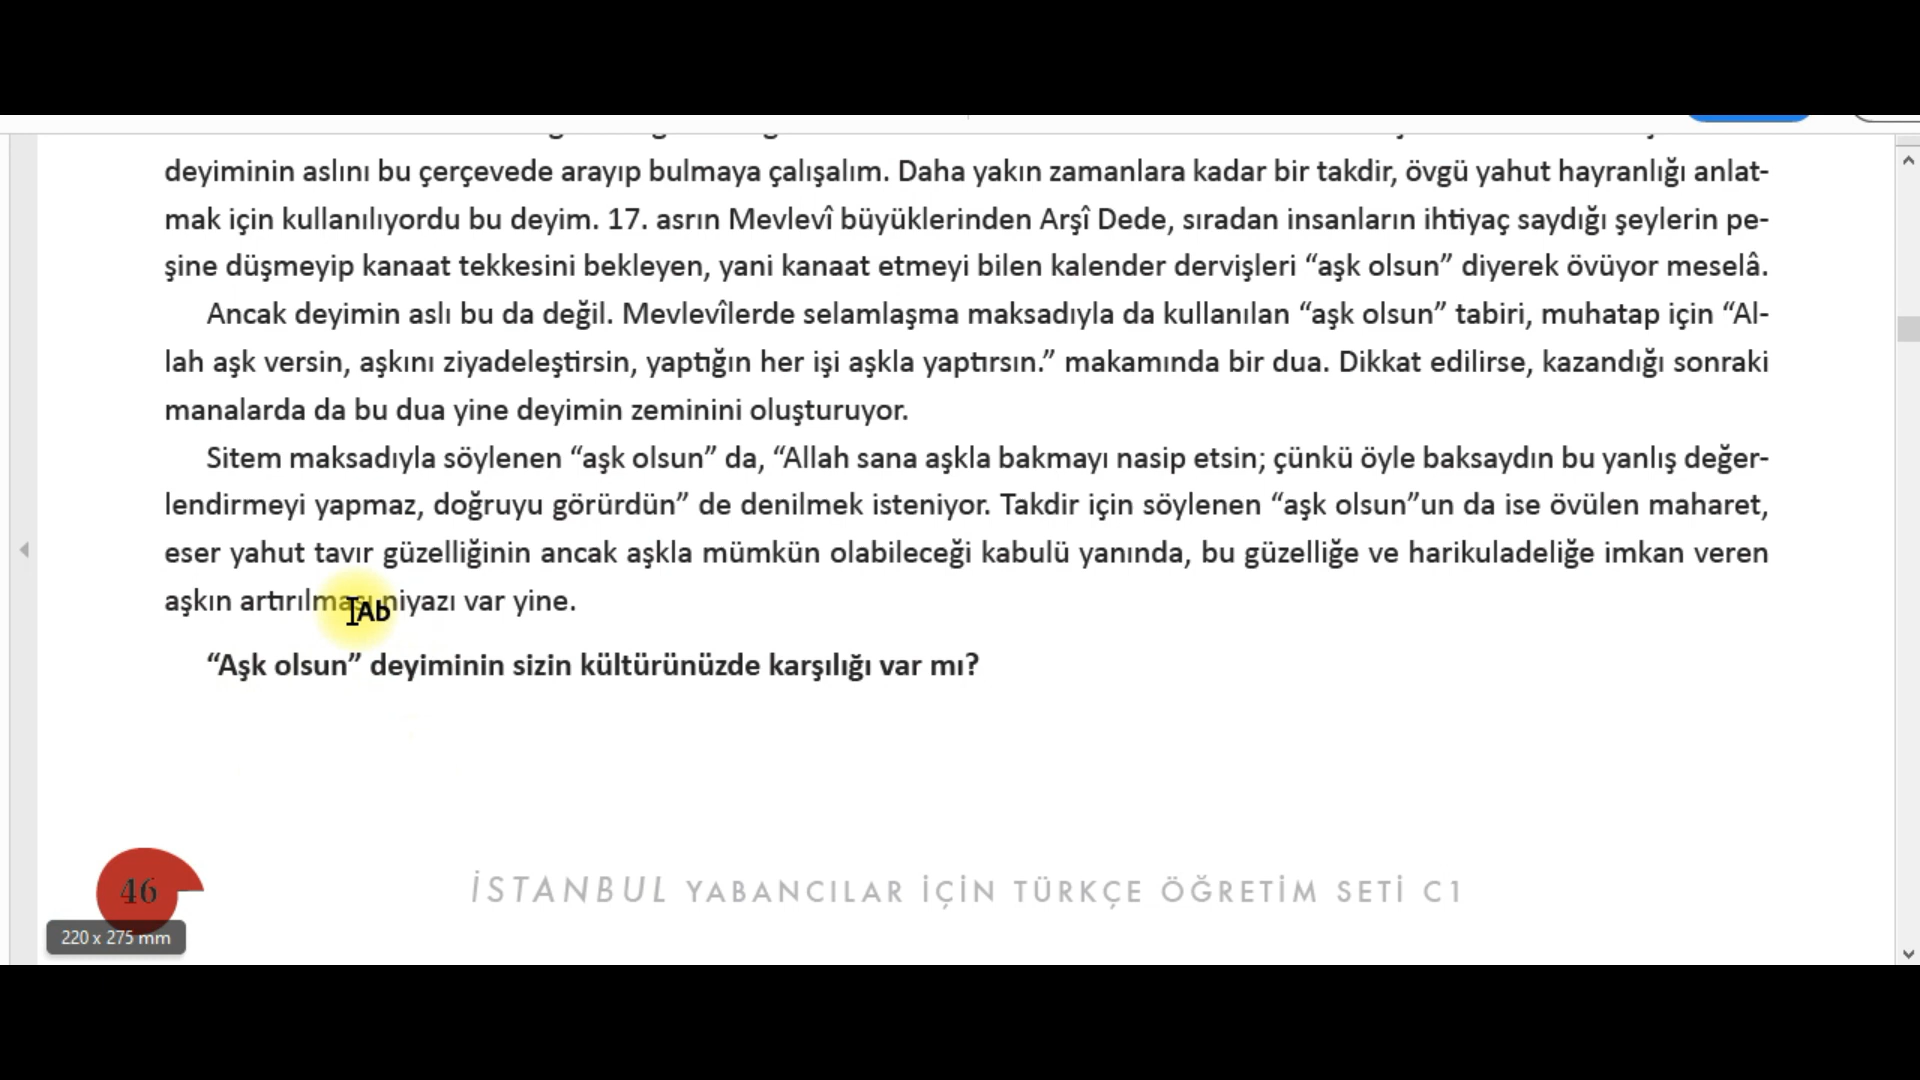 deyiminin aslını bu çerçevede arayıp bulmaya çalışalım. Daha yakın zamanlara kadar bir takdir, övgü yahut hayranlığı anlat-
mak için kullanılıyordu bu deyim. 17. asrın Mevlevî büyüklerinden Arşî Dede, sıradan insanların ihtiyaç saydığı şeylerin pe-
şine düşmeyip kanaat tekkesini bekleyen, yani kanaat etmeyi bilen kalender dervişleri “aşk olsun” diyerek övüyor meselâ.
Ancak deyimin aslı bu da değil. Mevlevîlerde selamlaşma maksadıyla da kullanılan “aşk olsun” tabiri, muhatap için “Al-
lah aşk versin, aşkını ziyadeleştirsin, yaptığın her işi aşkla yaptırsın.” makamında bir dua. Dikkat edilirse, kazandığı sonraki
manalarda da bu dua yine deyimin zeminini oluşturuyor.
Sitem maksadıyla söylenen “aşk olsun” da, “Allah sana aşkla bakmayı nasip etsin; çünkü öyle baksaydın bu yanlış değer-
lendirmeyi yapmaz, doğruyu görürdün” de denilmek isteniyor. Takdir için söylenen “aşk olsun”un da ise övülen maharet,
eser yahut tavır güzelliğinin ancak aşkla mümkün olabileceği kabulü yanında, bu güzelliğe ve harikuladeliğe imkan veren
aşkın artırılması niyazı var yine.
Ab
“Aşk olsun” deyiminin sizin kültürünüzde karşılığı var mı?
46
İSTANBUL YABANCILAR İÇİN TÜRKÇE ÖĞRETİM SETİ C1
220 x 275 mm